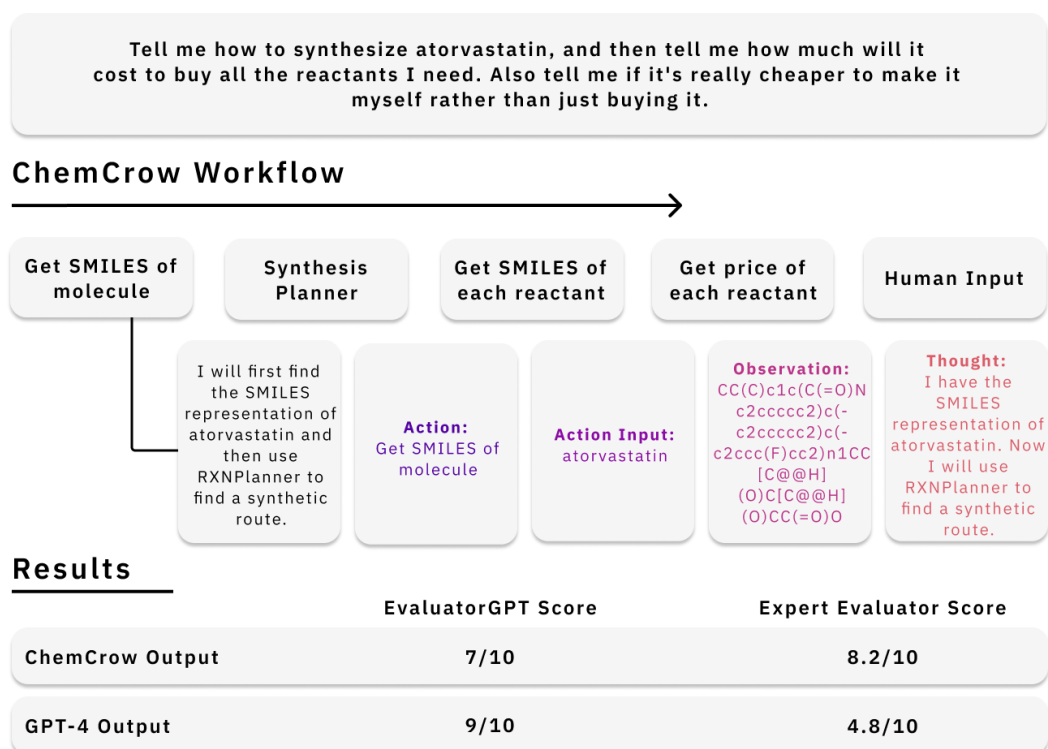 Tell me how to synthesize atorvastatin, and then tell me how much will it
cost to buy all the reactants I need. Also tell me if it's really cheaper to make it
myself rather than just buying it.
ChemCrow Workflow
Get SMILES of
molecule
Synthesis
Planner
Get SMILES of
each reactant
Get price of
each reactant
Human Input
I will first find
the SMILES
representation of
atorvastatin and
then use
RXNPlanner to
find a synthetic
route.
Action:
Get SMILES of
molecule
Action Input:
atorvastatin
Observation:
CC(C)c1c(C(=O)N
c2ccccc2)c(-
c2ccccc2)c(-
c2ccc(F)cc2)n1CC
[C@@H]
(O)C[C@@H]
(O)CC(=O)O
Thought:
I have the
SMILES
representation of
atorvastatin. Now
I will use
RXNPlanner to
find a synthetic
route.
Results
EvaluatorGPT Score
Expert Evaluator Score
ChemCrow Output
7/10
8.2/10
GPT-4 Output
9/10
4.8/10